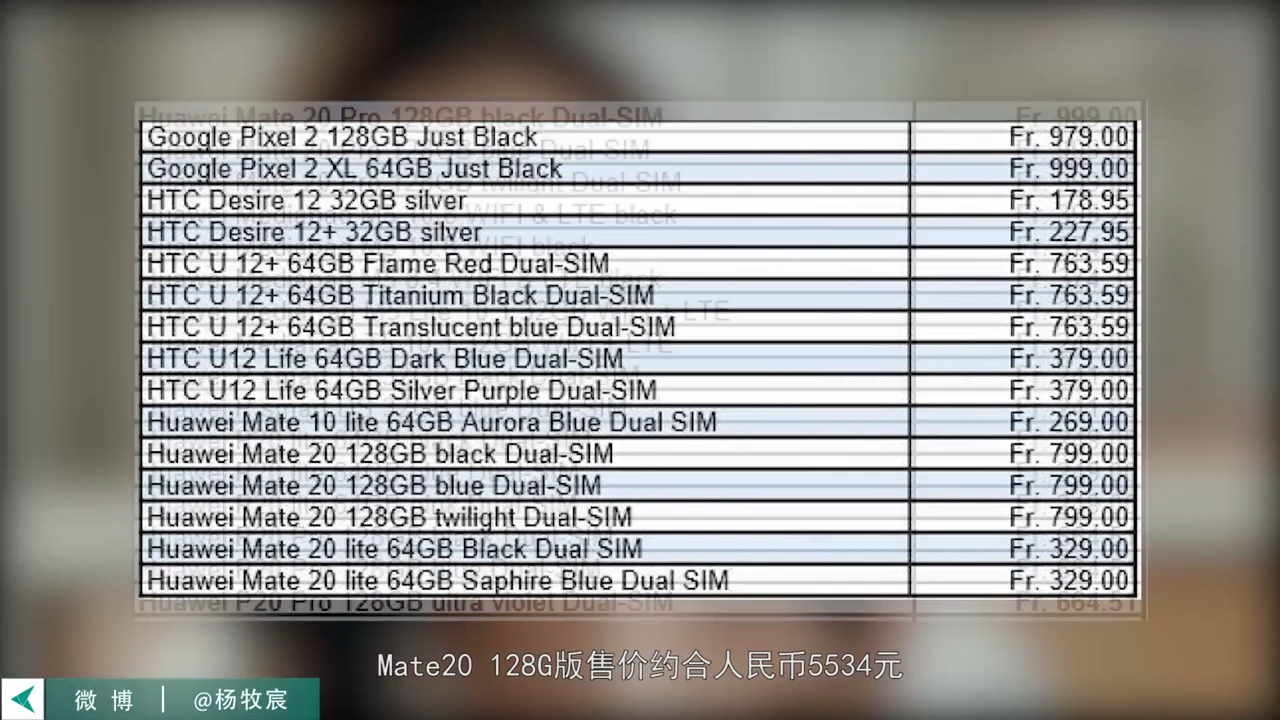 Huawei Mate 20 Pro 128GB black Dual-SIM Fr. 999.00
Google Pixel 2 128GB Just Black Fr. 979.00
Google Pixel 2 XL 64GB Just Black Fr. 999.00
HTC Desire 12 32GB silver Fr. 178.95
HTC Desire 12+ 32GB silver Fr. 227.95
HTC U 12+ 64GB Flame Red Dual-SIM Fr. 763.59
HTC U 12+ 64GB Titanium Black Dual-SIM Fr. 763.59
HTC U 12+ 64GB Translucent blue Dual-SIM Fr. 763.59
HTC U12 Life 64GB Dark Blue Dual-SIM Fr. 379.00
HTC U12 Life 64GB Silver Purple Dual-SIM Fr. 379.00
Huawei Mate 10 lite 64GB Aurora Blue Dual SIM Fr. 269.00
Huawei Mate 20 128GB black Dual-SIM Fr. 799.00
Huawei Mate 20 128GB blue Dual-SIM Fr. 799.00
Huawei Mate 20 128GB twilight Dual-SIM Fr. 799.00
Huawei Mate 20 lite 64GB Black Dual SIM Fr. 329.00
Huawei Mate 20 lite 64GB Saphire Blue Dual SIM Fr. 329.00
Huawei P20 Pro 128GB ultra violet Dual-SIM Fr. 664.51
Mate20 128G版售价约合人民币5534元
微博 | @杨牧宸